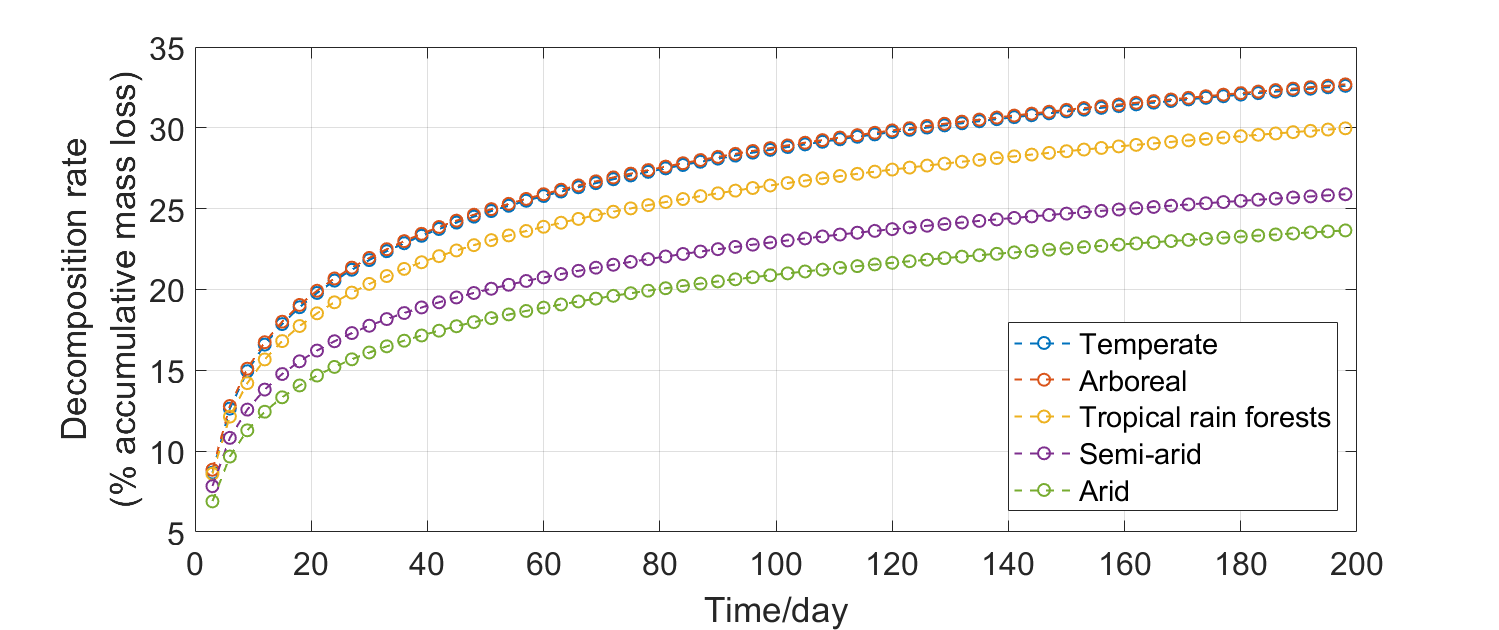 35
30
25
20
15
10
5
Decomposition rate
(% accumulative mass loss)
Temperate
Arboreal
Tropical rain forests
Semi-arid
Arid
0 20 40 60 80 100 120 140 160 180 200
Time/day